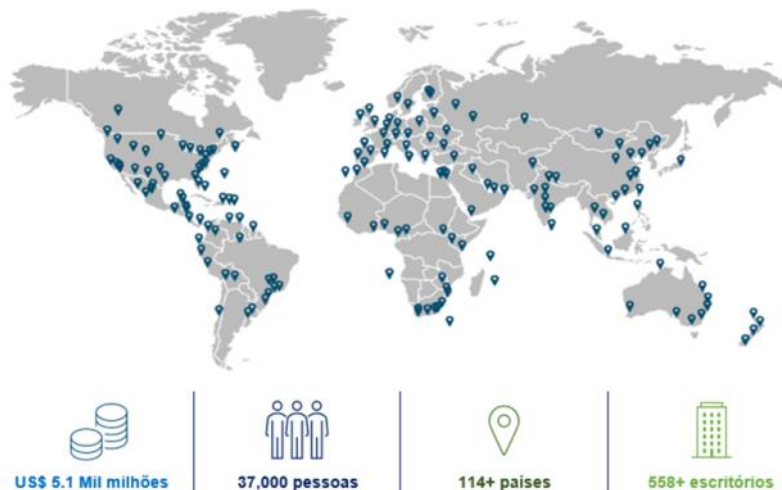 US$ 5.1 Mil milhões
37,000 pessoas
114+ países
558+ escritórios